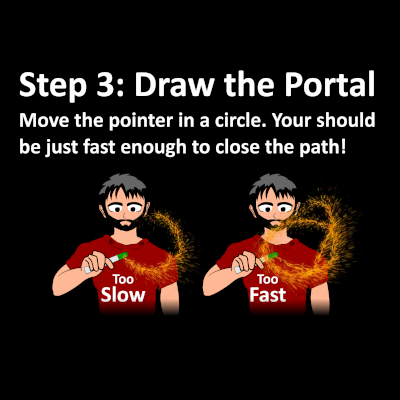 Step 3: Draw the Portal
Move the pointer in a circle. Your should
be just fast enough to close the path!
Too
Slow
Too
Fast